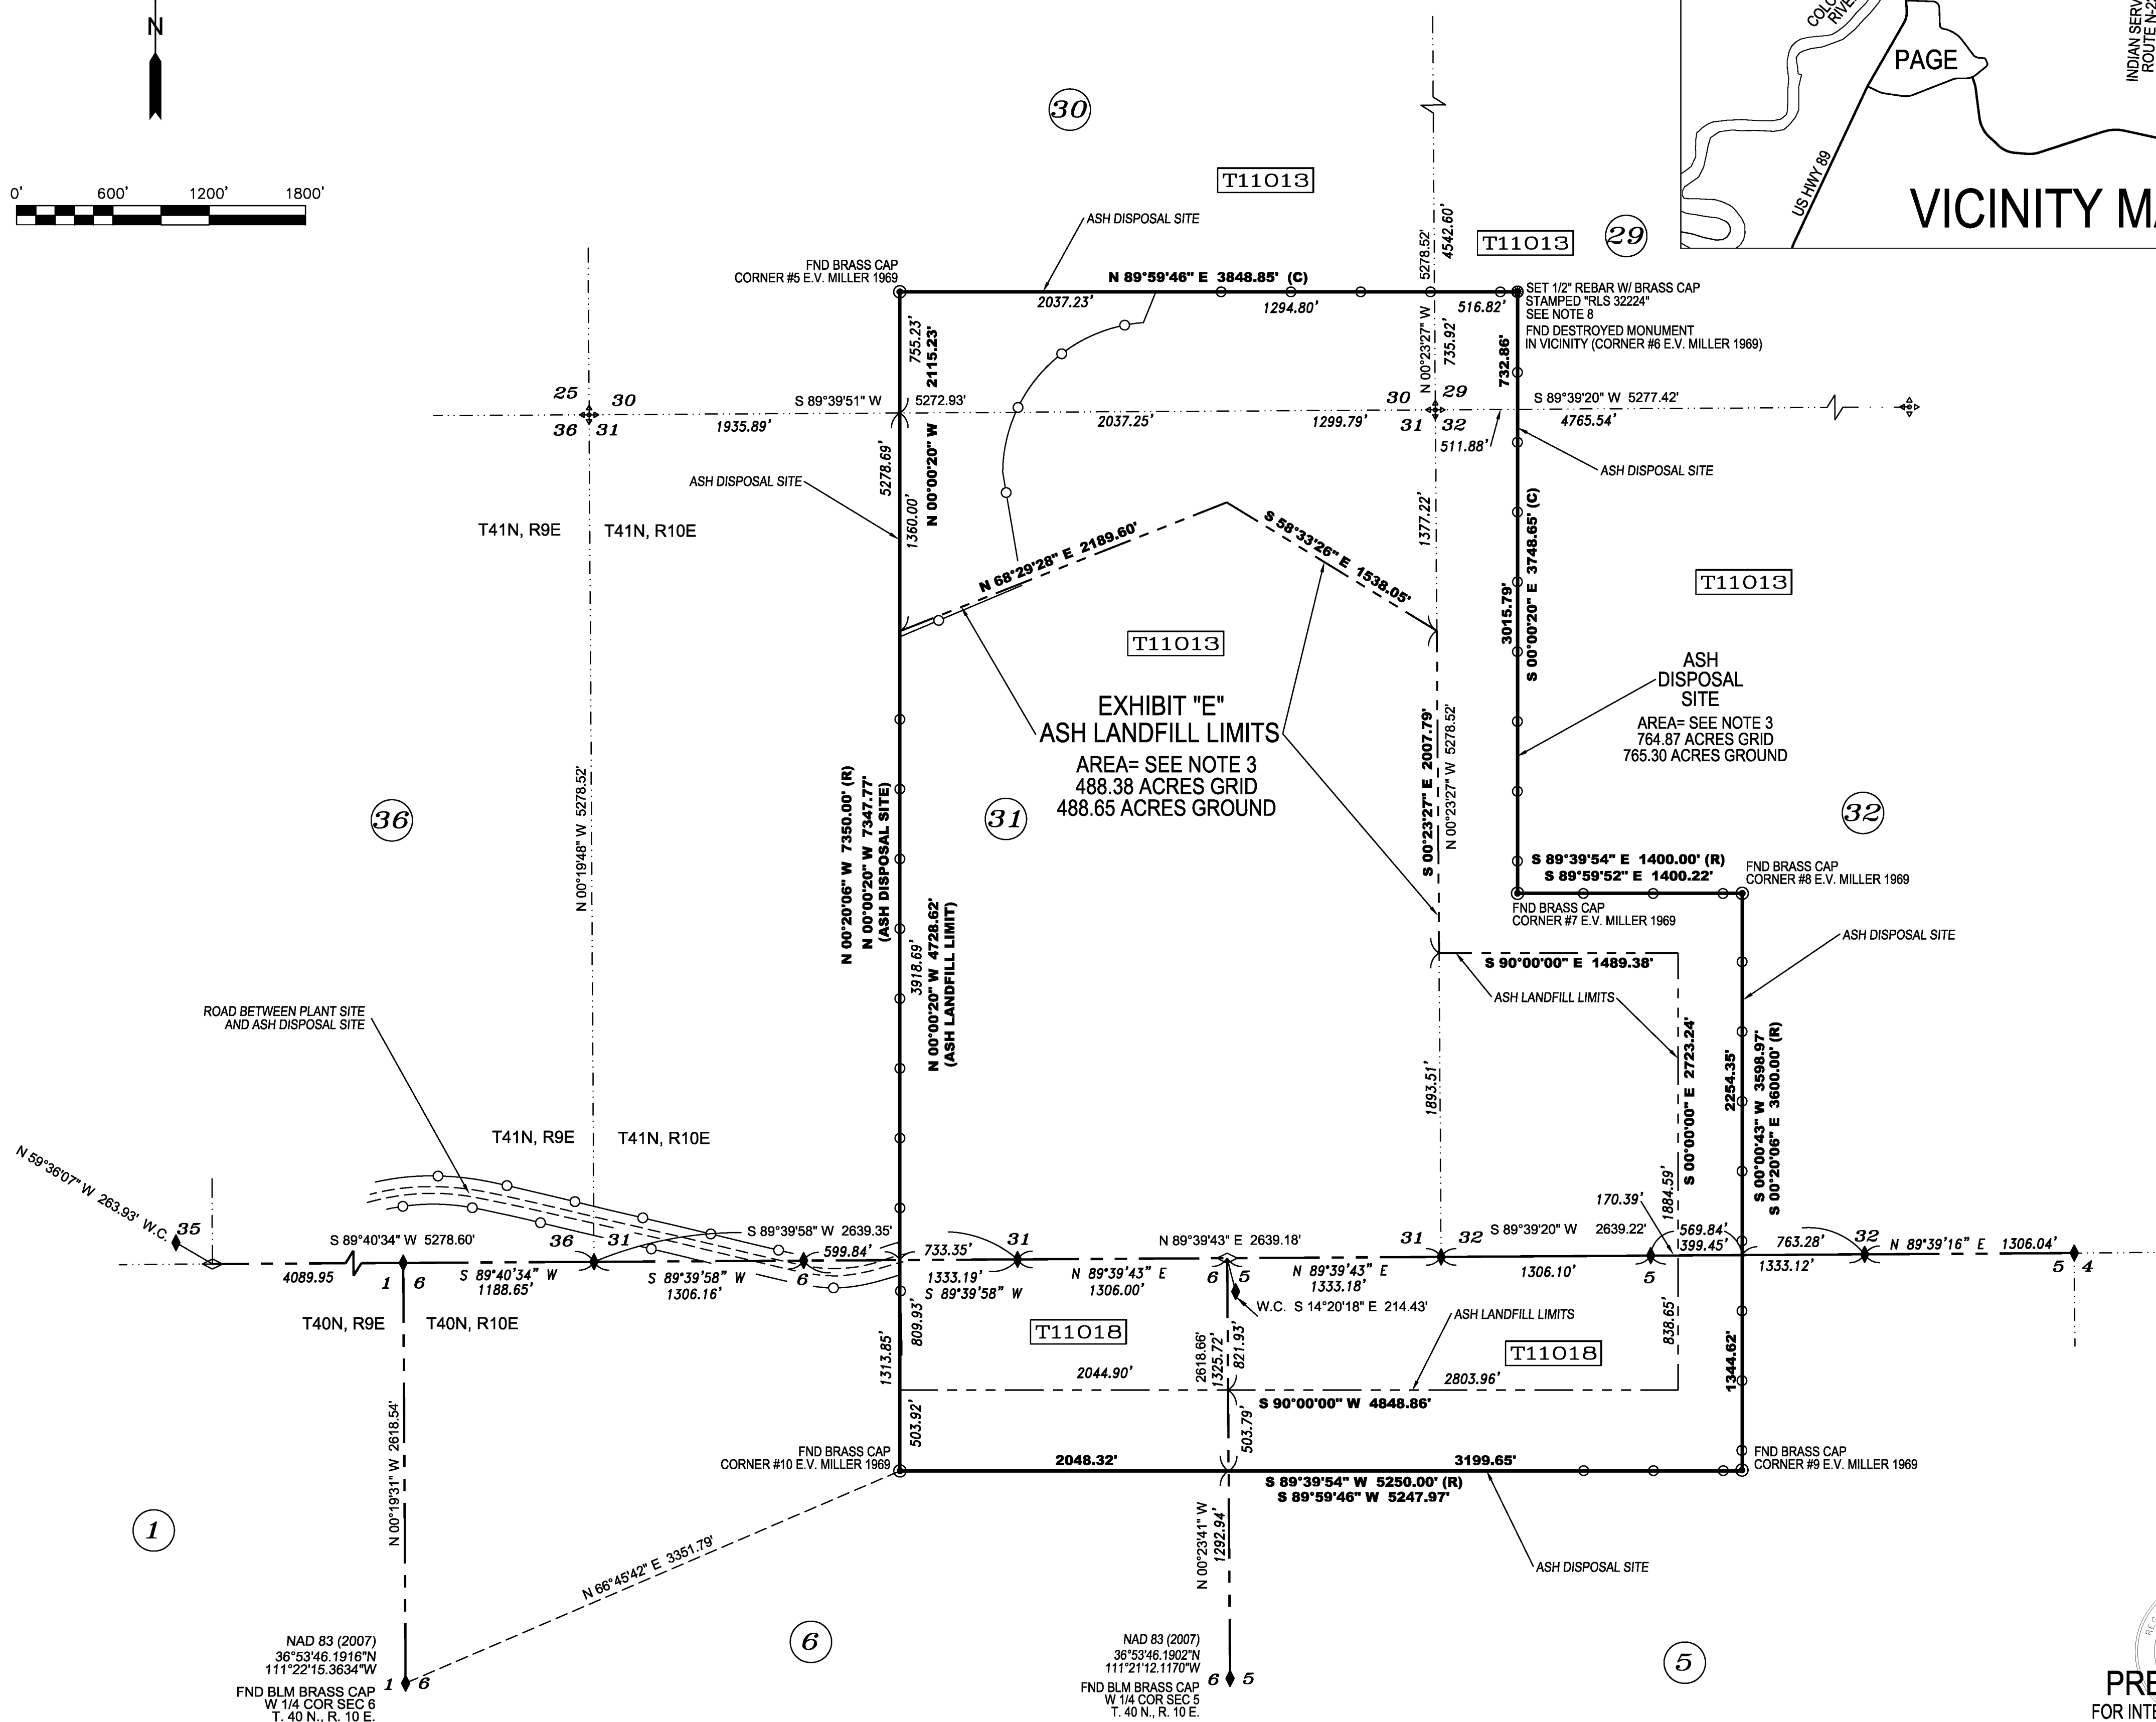 N
0'
600'
1200'
1800'
30
T11013
ASH DISPOSAL SITE
FND BRASS CAP
CORNER #5 E.V. MILLER 1969
N 89°59'46" E 3848.85' (C)
2037.23'
1294.80'
516.82'
5278.52'
4542.60'
T11013
29
COLO
RIVE
PAGE
INDIAN SERV
ROUTE N-22
US HWY 89
VICINITY MA
SET 1/2" REBAR W/ BRASS CAP
STAMPED "RLS 32224"
SEE NOTE 8
FND DESTROYED MONUMENT
IN VICINITY (CORNER #6 E.V. MILLER 1969)
755.23'
N 00°00'20" W 2115.23'
N 00°23'27" W
735.92'
732.86'
25
30
36
31
S 89°39'51" W
5272.93'
1935.89'
2037.25'
1299.79'
30
29
31
32
511.88'
S 89°39'20" W 5277.42'
4765.54'
ASH DISPOSAL SITE
ASH DISPOSAL SITE
5278.69'
1360.00'
T41N, R9E
T41N, R10E
N 68°29'28" E 2189.60'
S 58°33'26" E 1538.05'
1377.22'
3015.79'
S 00°00'20" E 3748.65' (C)
T11013
T11013
EXHIBIT "E"
ASH LANDFILL LIMITS
AREA= SEE NOTE 3
488.38 ACRES GRID
488.65 ACRES GROUND
ASH
DISPOSAL
SITE
AREA= SEE NOTE 3
764.87 ACRES GRID
765.30 ACRES GROUND
N 00°19'48" W 5278.52'
N 00°20'06" W 7350.00' (R)
N 00°00'20" W 7347.77'
(ASH DISPOSAL SITE)
S 00°23'27" E 2007.79'
N 00°23'27" W 5278.52'
36
31
32
S 89°39'54" E 1400.00' (R)
S 89°59'52" E 1400.22'
FND BRASS CAP
CORNER #8 E.V. MILLER 1969
FND BRASS CAP
CORNER #7 E.V. MILLER 1969
3918.69'
N 00°00'20" W 4728.62'
(ASH LANDFILL LIMIT)
ASH DISPOSAL SITE
S 90°00'00" E 1489.38'
ASH LANDFILL LIMITS
ROAD BETWEEN PLANT SITE
AND ASH DISPOSAL SITE
1893.51'
S 00°00'00" E 2723.24'
1884.59'
2254.35'
S 00°00'43" W 3598.97'
S 00°20'06" E 3600.00' (R)
T41N, R9E
T41N, R10E
N 59°36'07" W 263.93' W.C.
35
S 89°40'34" W 5278.60'
36
31
S 89°39'58" W 2639.35'
599.84'
733.35'
31
N 89°39'43" E 2639.18'
31
32
S 89°39'20" W
2639.22'
170.39'
569.84'
1399.45'
763.28'
32
N 89°39'16" E 1306.04'
4089.95
1
6
S 89°40'34" W
1188.65'
S 89°39'58" W
1306.16'
6
1333.19'
S 89°39'58" W
N 89°39'43" E
1306.00'
6
5
N 89°39'43" E
1333.18'
1306.10'
5
1333.12'
5
4
W.C. S 14°20'18" E 214.43'
T40N, R9E
T40N, R10E
1313.85'
809.93'
T11018
2618.66'
1325.72'
821.93'
ASH LANDFILL LIMITS
T11018
838.65'
1344.62'
2044.90'
2803.96'
S 90°00'00" W 4848.86'
N 00°19'31" W 2618.54'
503.92'
503.79'
FND BRASS CAP
CORNER #10 E.V. MILLER 1969
2048.32'
3199.65'
S 89°39'54" W 5250.00' (R)
S 89°59'46" W 5247.97'
FND BRASS CAP
CORNER #9 E.V. MILLER 1969
1
N 66°45'42" E 3351.79'
N 00°23'41" W
1292.94'
ASH DISPOSAL SITE
6
5
NAD 83 (2007)
36°53'46.1916"N
111°22'15.3634"W
1
6
FND BLM BRASS CAP
W 1/4 COR SEC 6
T. 40 N., R. 10 E.
NAD 83 (2007)
36°53'46.1902"N
111°21'12.1170"W
6
5
FND BLM BRASS CAP
W 1/4 COR SEC 5
T. 40 N., R. 10 E.
REG
PRE
FOR INTE